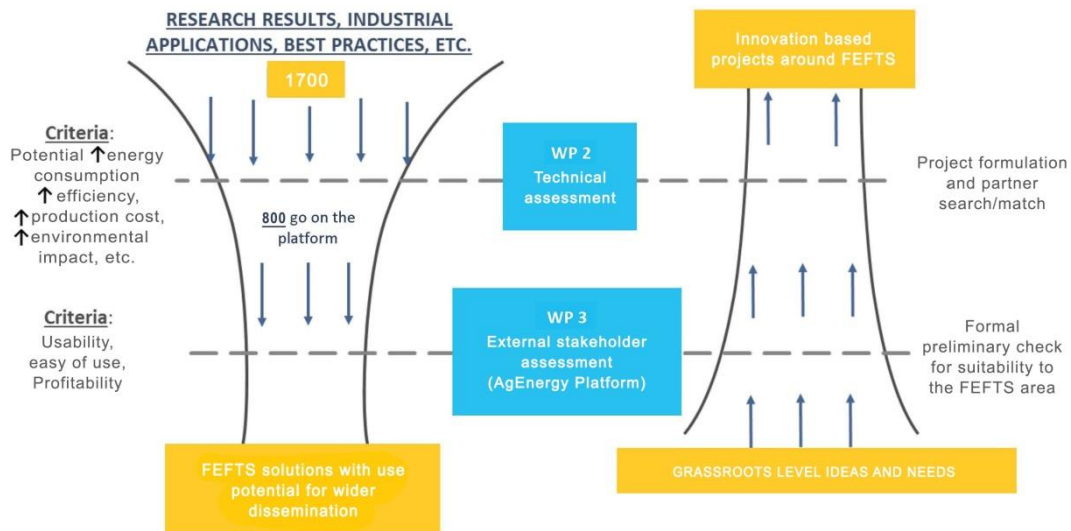 RESEARCH RESULTS, INDUSTRIAL
APPLICATIONS, BEST PRACTICES, ETC.
1700
Criteria:
Potential ↑energy
consumption
↑ efficiency,
↑production cost,
↑environmental
impact, etc.
800 go on the
platform
Criteria:
Usability,
easy of use,
Profitability
FEFTS solutions with use
potential for wider
dissemination
WP 2
Technical
assessment
WP 3
External stakeholder
assessment
(AgEnergy Platform)
Innovation based
projects around FEFTS
Project formulation
and partner
search/match
Formal
preliminary check
for suitability to
the FEFTS area
GRASSROOTS LEVEL IDEAS AND NEEDS